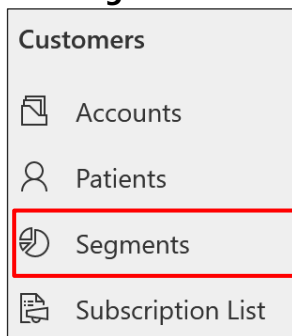 Customers
Accounts
Patients
Segments
Subscription List